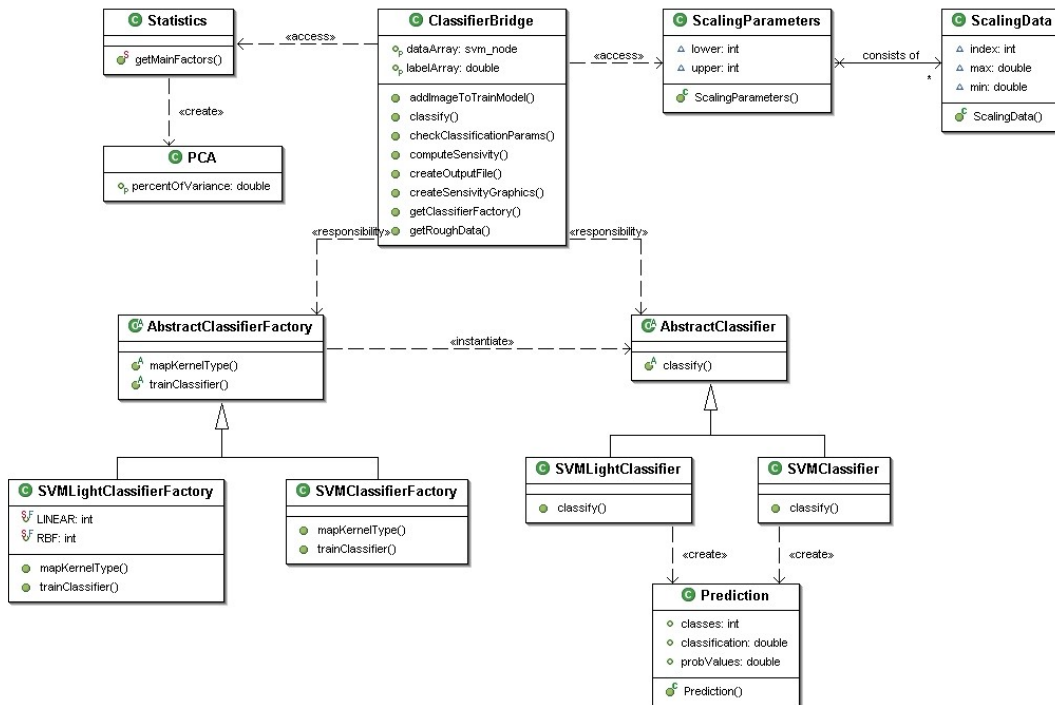 Statistics
getMainFactors()
«access»
ClassifierBridge
dataArray: svm_node
labelArray: double
addImageToTrainModel()
classify()
checkClassificationParams()
computeSensivity()
createOutputFile()
createSensivityGraphics()
getClassifierFactory()
getRoughData()
«access»
ScalingParameters
lower: int
upper: int
ScalingParameters()
consists of
*
ScalingData
index: int
max: double
min: double
ScalingData()
«create»
PCA
percentOfVariance: double
«responsibility»
«responsibility»
AbstractClassifierFactory
mapKernelType()
trainClassifier()
«instantiate»
AbstractClassifier
classify()
SVMLightClassifierFactory
LINEAR: int
RBF: int
mapKernelType()
trainClassifier()
SVMClassifierFactory
mapKernelType()
trainClassifier()
SVMLightClassifier
classify()
SVMClassifier
classify()
«create»
«create»
Prediction
classes: int
classification: double
probValues: double
Prediction()